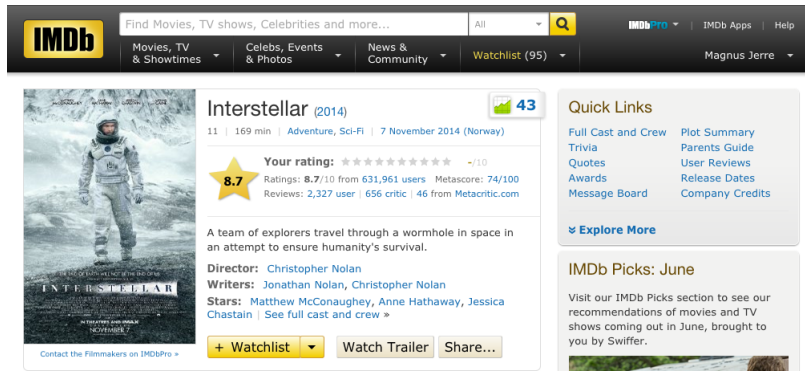 IMDb
Find Movies, TV shows, Celebrities and more...
All
IMDbPro
IMDb Apps
Help
Movies, TV
& Showtimes
Celebs, Events
& Photos
News &
Community
Watchlist (95)
Magnus Jerre
INTERSTELLAR
NOVEMBER 7
Contact the Filmmakers on IMDbPro »
Interstellar (2014)
43
11 | 169 min | Adventure, Sci-Fi | 7 November 2014 (Norway)
8.7
Your rating: -/10
Ratings: 8.7/10 from 631,961 users Metascore: 74/100
Reviews: 2,327 user | 656 critic | 46 from Metacritic.com
A team of explorers travel through a wormhole in space in
an attempt to ensure humanity's survival.
Director: Christopher Nolan
Writers: Jonathan Nolan, Christopher Nolan
Stars: Matthew McConaughey, Anne Hathaway, Jessica
Chastain | See full cast and crew »
+ Watchlist
Watch Trailer
Share...
Quick Links
Full Cast and Crew
Plot Summary
Trivia
Parents Guide
Quotes
User Reviews
Awards
Release Dates
Message Board
Company Credits
Explore More
IMDb Picks: June
Visit our IMDb Picks section to see our
recommendations of movies and TV
shows coming out in June, brought to
you by Swiffer.